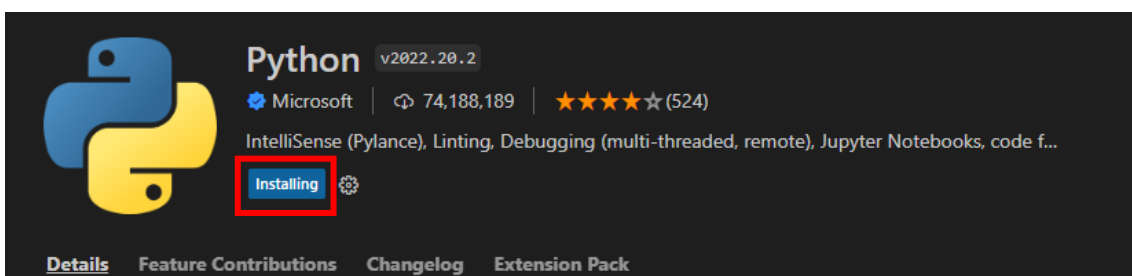 Python v2022.20.2
Microsoft 74,188,189 (524)
IntelliSense (Pylance), Linting, Debugging (multi-threaded, remote), Jupyter Notebooks, code f...
Installing
Details Feature Contributions Changelog Extension Pack